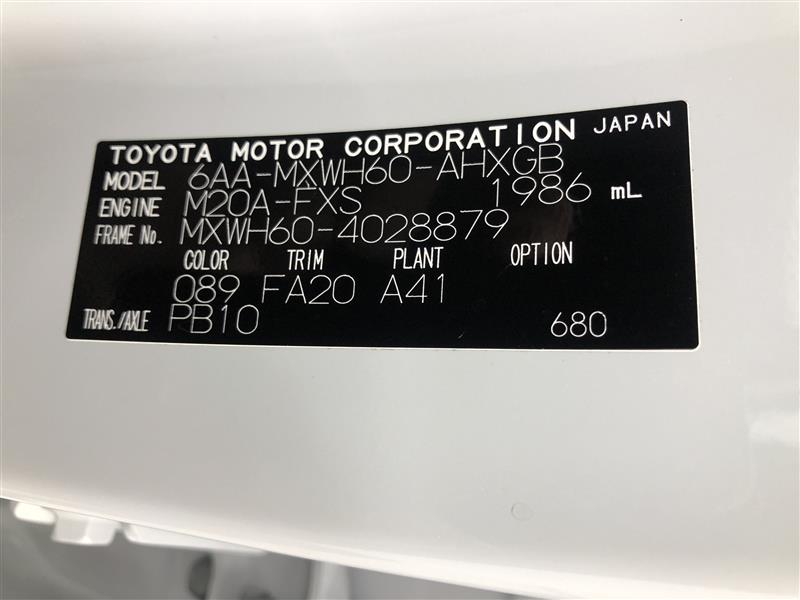 TOYOTA MOTOR CORPORATION JAPAN
MODEL 6AA-MXWH60-AHXGB
ENGINE M20A-FXS 1986 mL
FRAME No. MXWH60-4028879
COLOR TRIM PLANT OPTION
089 FA20 A41
TRANS./AXLE PB10 680